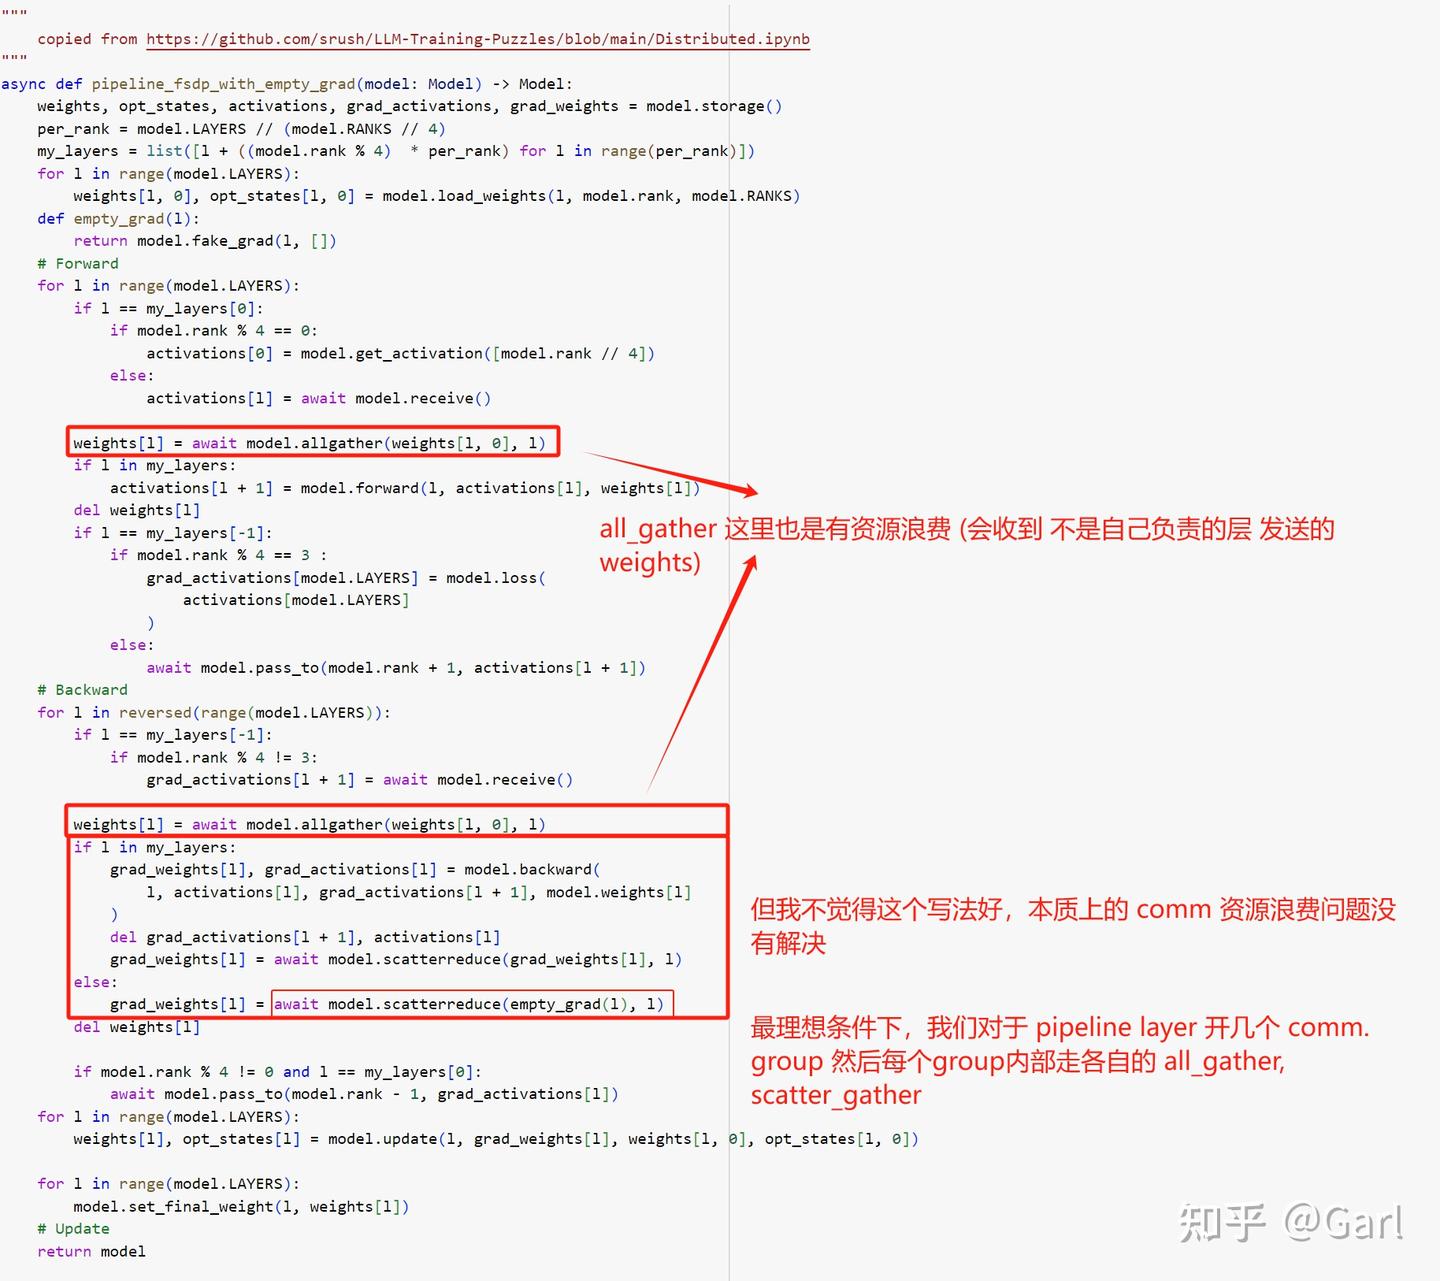 """
copied from https://github.com/srush/LLM-Training-Puzzles/blob/main/Distributed.ipynb
"""
async def pipeline_fsdp_with_empty_grad(model: Model) -> Model:
    weights, opt_states, activations, grad_activations, grad_weights = model.storage()
    per_rank = model.LAYERS // (model.RANKS // 4)
    my_layers = list([l + ((model.rank % 4)  * per_rank) for l in range(per_rank)])
    for l in range(model.LAYERS):
        weights[l, 0], opt_states[l, 0] = model.load_weights(l, model.rank, model.RANKS)
    def empty_grad(l):
        return model.fake_grad(l, [])
    # Forward
    for l in range(model.LAYERS):
        if l == my_layers[0]:
            if model.rank % 4 == 0:
                activations[0] = model.get_activation([model.rank // 4])
            else:
                activations[l] = await model.receive()
        weights[l] = await model.allgather(weights[l, 0], l)
        if l in my_layers:
            activations[l + 1] = model.forward(l, activations[l], weights[l])
        del weights[l]
        if l == my_layers[-1]:
            if model.rank % 4 == 3 :
                grad_activations[model.LAYERS] = model.loss(
                    activations[model.LAYERS]
                )
            else:
                await model.pass_to(model.rank + 1, activations[l + 1])
    # Backward
    for l in reversed(range(model.LAYERS)):
        if l == my_layers[-1]:
            if model.rank % 4 != 3:
                grad_activations[l + 1] = await model.receive()
        weights[l] = await model.allgather(weights[l, 0], l)
        if l in my_layers:
            grad_weights[l], grad_activations[l] = model.backward(
                l, activations[l], grad_activations[l + 1], model.weights[l]
            )
            del grad_activations[l + 1], activations[l]
            grad_weights[l] = await model.scatterreduce(grad_weights[l], l)
        else:
            grad_weights[l] = await model.scatterreduce(empty_grad(l), l)
        del weights[l]
        if model.rank % 4 != 0 and l == my_layers[0]:
            await model.pass_to(model.rank - 1, grad_activations[l])
    for l in range(model.LAYERS):
        weights[l], opt_states[l] = model.update(l, grad_weights[l], weights[l, 0], opt_states[l, 0])
    for l in range(model.LAYERS):
        model.set_final_weight(l, weights[l])
    # Update
    return model
all_gather 这里也是有资源浪费 (会收到 不是自己负责的层 发送的
weights)
但我不觉得这个写法好，本质上的 comm 资源浪费问题没
有解决
最理想条件下，我们对于 pipeline layer 开几个 comm.
group 然后每个group内部走各自的 all_gather,
scatter_gather
知乎 @Garl